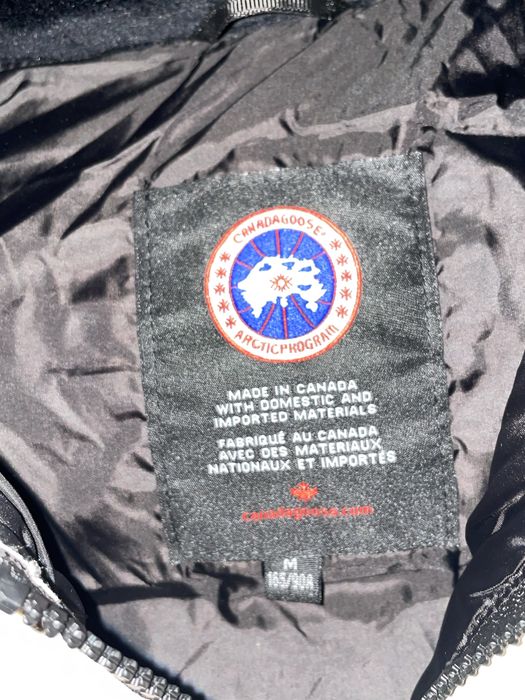 CANADA GOOSE
ARCTIC PROGRAM
MADE IN CANADA
WITH DOMESTIC AND
IMPORTED MATERIALS
FABRIQUÉ AU CANADA
AVEC DES MATERIAUX
NATIONAUX ET IMPORTÉS
canadagoose.com
M
165/90A